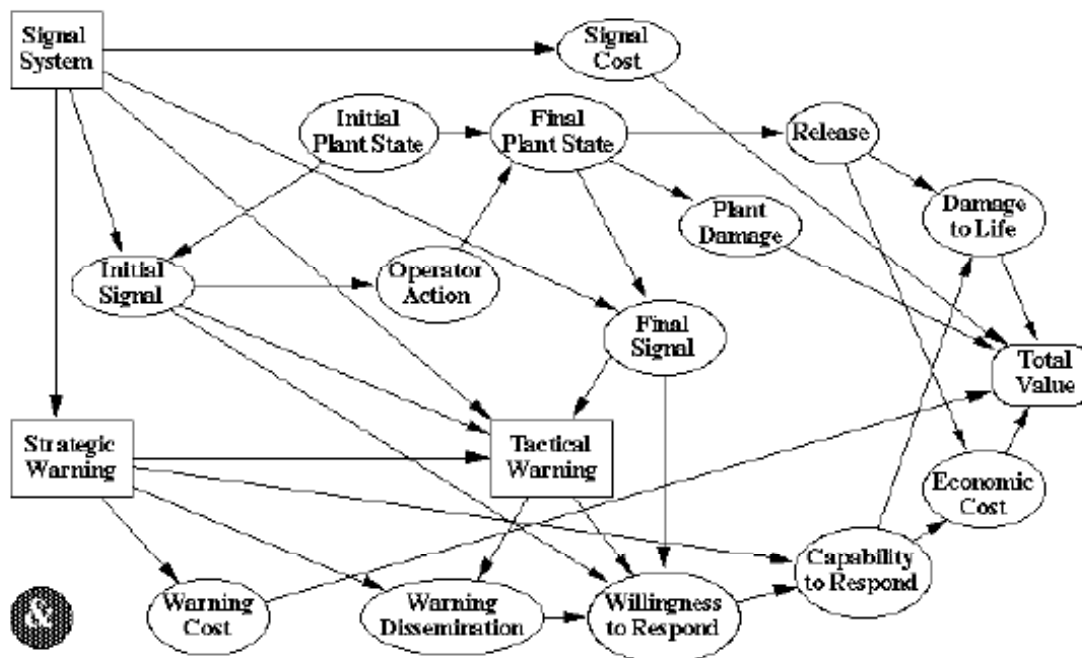 Signal
System
Signal
Cost
Initial
Plant State
Final
Plant State
Release
Plant
Damage
Damage
to Life
Initial
Signal
Operator
Action
Final
Signal
Total
Value
Strategic
Warning
Tactical
Warning
Economic
Cost
Capability
to Respond
Warning
Cost
Warning
Dissemination
Willingness
to Respond
&